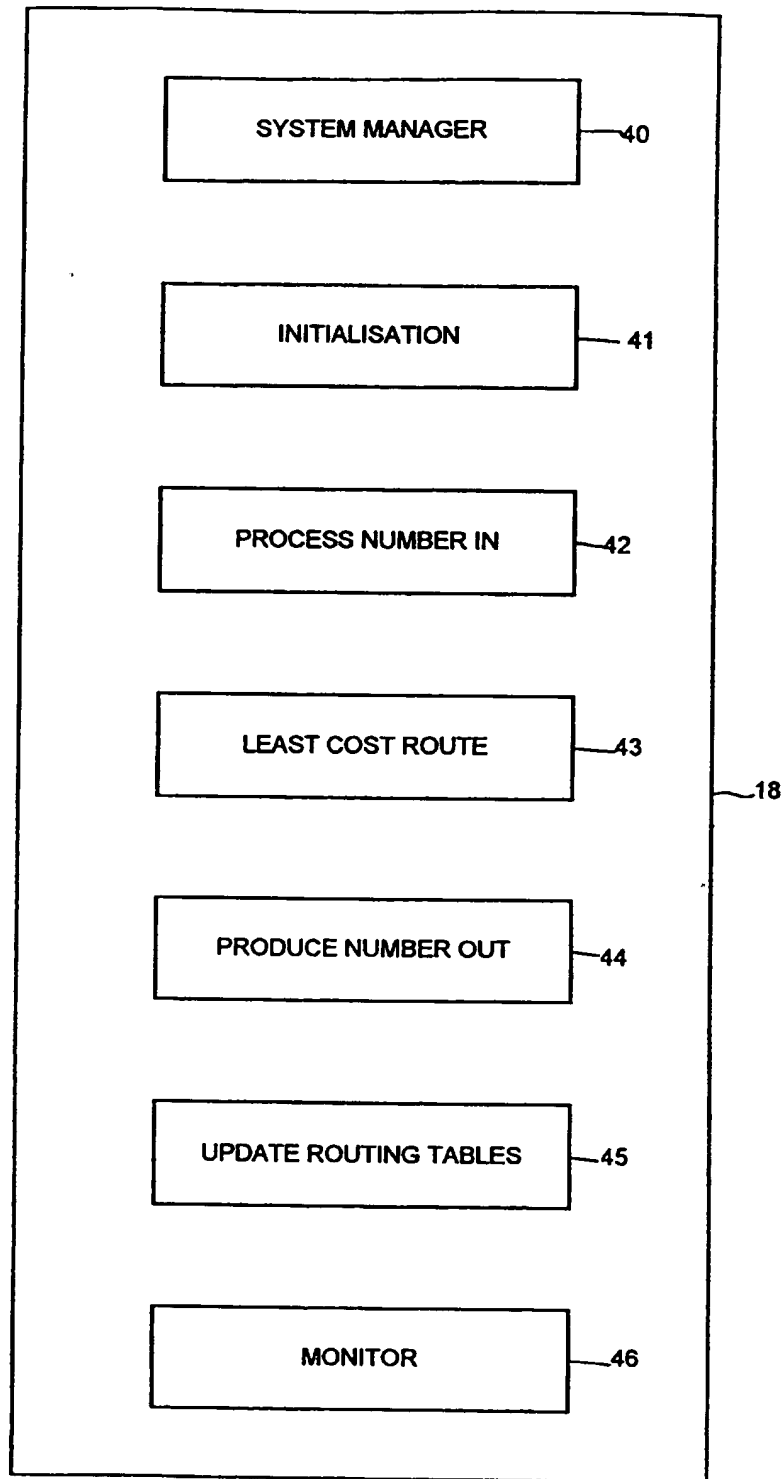 SYSTEM MANAGER 40
INITIALISATION 41
PROCESS NUMBER IN 42
LEAST COST ROUTE 43
18
PRODUCE NUMBER OUT 44
UPDATE ROUTING TABLES 45
MONITOR 46